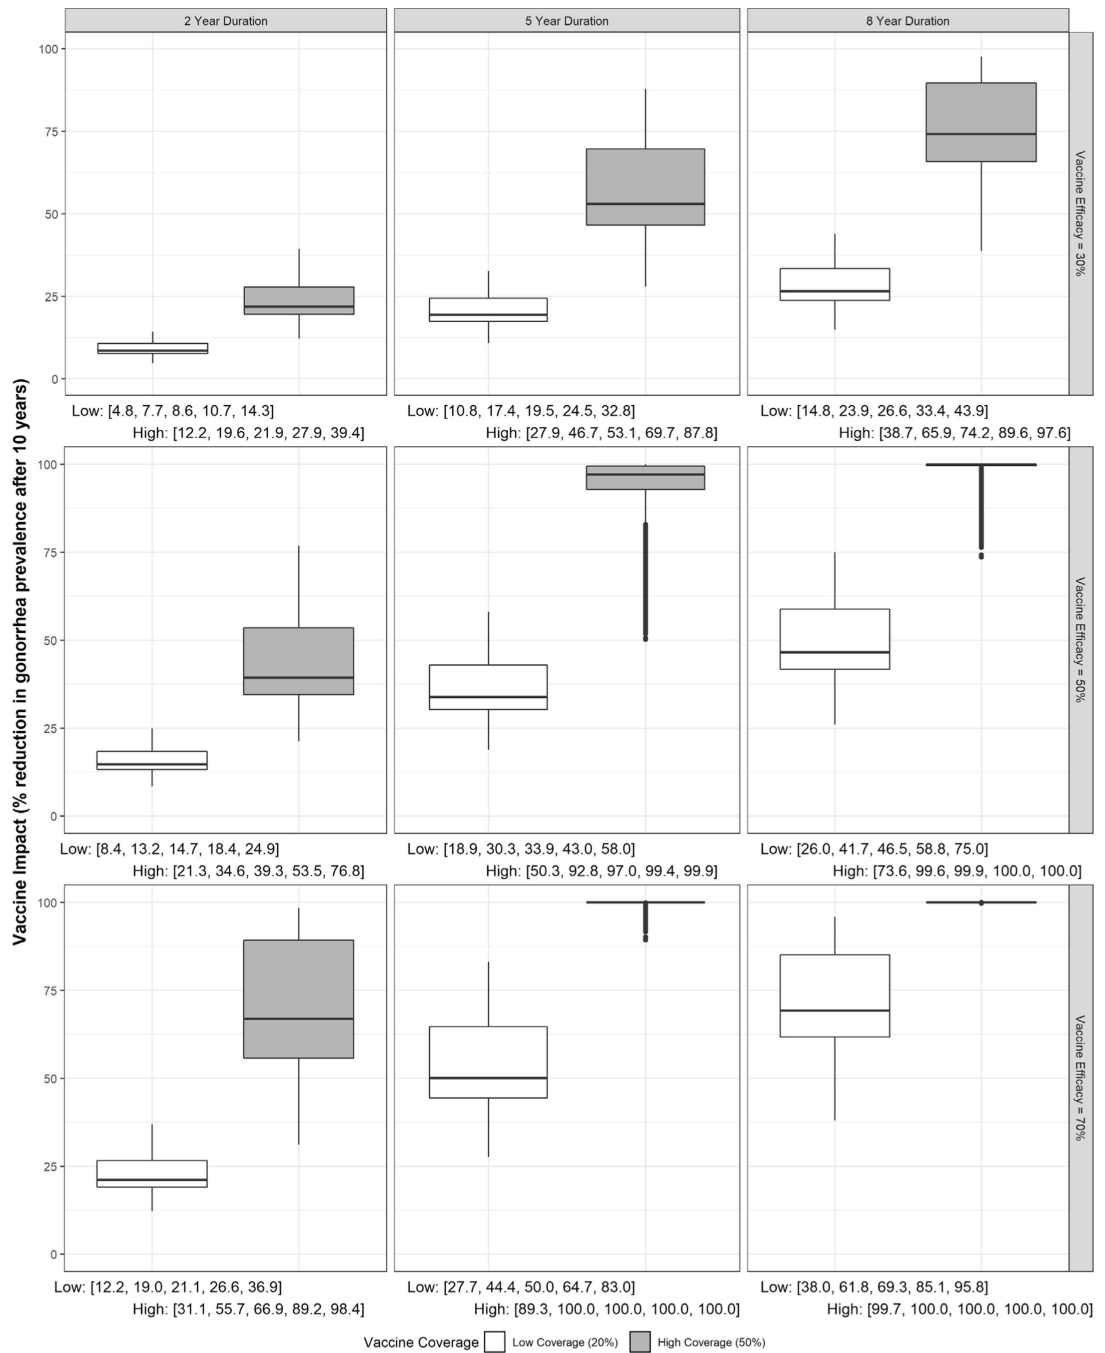 2 Year Duration
5 Year Duration
8 Year Duration
Vaccine Impact (% reduction in gonorrhea prevalence after 10 years)
100
75
50
25
0
Vaccine Efficacy = 30%
Low: [4.8, 7.7, 8.6, 10.7, 14.3]
High: [12.2, 19.6, 21.9, 27.9, 39.4]
Low: [10.8, 17.4, 19.5, 24.5, 32.8]
High: [27.9, 46.7, 53.1, 69.7, 87.8]
Low: [14.8, 23.9, 26.6, 33.4, 43.9]
High: [38.7, 65.9, 74.2, 89.6, 97.6]
100
75
50
25
0
Vaccine Efficacy = 50%
Low: [8.4, 13.2, 14.7, 18.4, 24.9]
High: [21.3, 34.6, 39.3, 53.5, 76.8]
Low: [18.9, 30.3, 33.9, 43.0, 58.0]
High: [50.3, 92.8, 97.0, 99.4, 99.9]
Low: [26.0, 41.7, 46.5, 58.8, 75.0]
High: [73.6, 99.6, 99.9, 100.0, 100.0]
100
75
50
25
0
Vaccine Efficacy = 70%
Low: [12.2, 19.0, 21.1, 26.6, 36.9]
High: [31.1, 55.7, 66.9, 89.2, 98.4]
Low: [27.7, 44.4, 50.0, 64.7, 83.0]
High: [89.3, 100.0, 100.0, 100.0, 100.0]
Low: [38.0, 61.8, 69.3, 85.1, 95.8]
High: [99.7, 100.0, 100.0, 100.0, 100.0]
Vaccine Coverage
Low Coverage (20%)
High Coverage (50%)